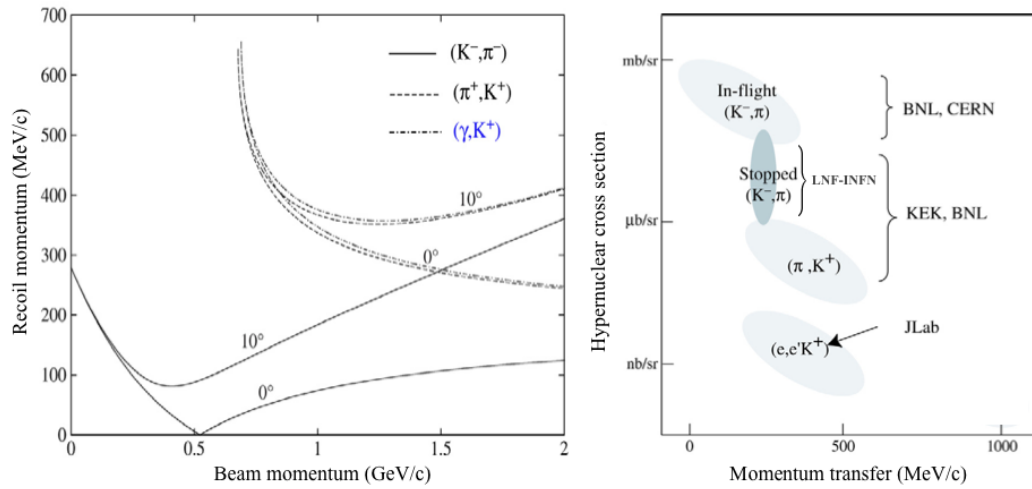 700
600
500
400
300
200
100
0
Recoil momentum (MeV/c)
(K⁻,π⁻)
(π⁺,K⁺)
(γ,K⁺)
10°
0°
10°
0°
0
0.5
1
1.5
2
Beam momentum (GeV/c)
Hypernuclear cross section
mb/sr
μb/sr
nb/sr
In-flight
(K⁻,π)
BNL, CERN
Stopped
(K⁻,π)
LNF-INFN
KEK, BNL
(π ,K⁺)
JLab
(e,e'K⁺)
0
500
1000
Momentum transfer (MeV/c)